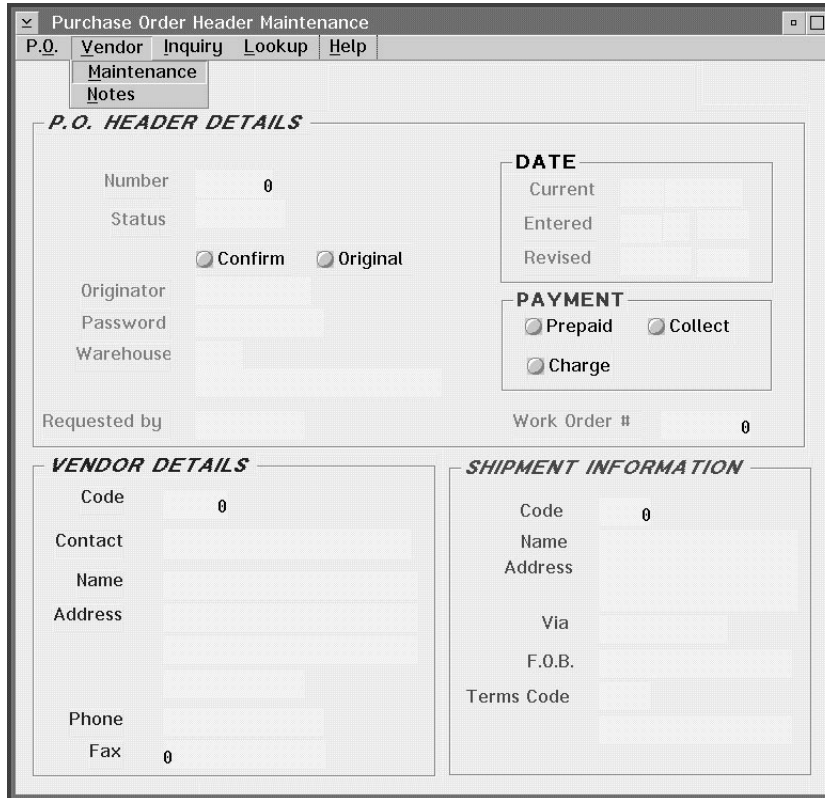 Purchase Order Header Maintenance
P.O. Vendor Inquiry Lookup Help
Maintenance
Notes
P.O. HEADER DETAILS
Number 0
Status
Confirm Original
Originator
Password
Warehouse
Requested by
DATE
Current
Entered
Revised
PAYMENT
Prepaid Collect
Charge
Work Order # 0
VENDOR DETAILS
Code 0
Contact
Name
Address
Phone
Fax 0
SHIPMENT INFORMATION
Code 0
Name
Address
Via
F.O.B.
Terms Code